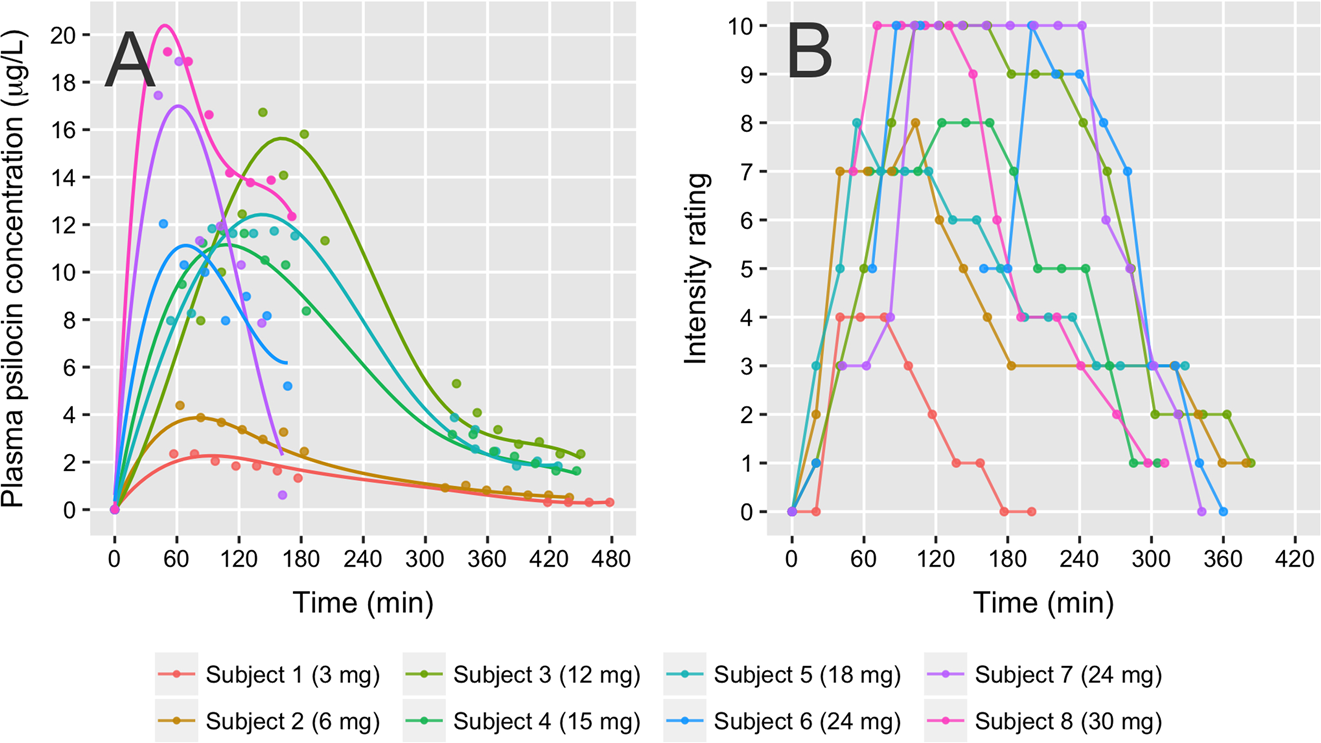 A
Plasma psilocin concentration (µg/L)
20
18
16
14
12
10
8
6
4
2
0
0 60 120 180 240 300 360 420 480
Time (min)
B
Intensity rating
10
9
8
7
6
5
4
3
2
1
0
0 60 120 180 240 300 360 420
Time (min)
Subject 1 (3 mg) Subject 3 (12 mg) Subject 5 (18 mg) Subject 7 (24 mg)
Subject 2 (6 mg) Subject 4 (15 mg) Subject 6 (24 mg) Subject 8 (30 mg)